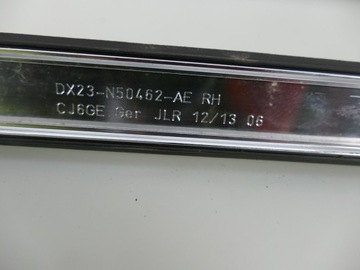 DX23-N50462-AE RH
CJ6GE Ger JLR 12/13 06